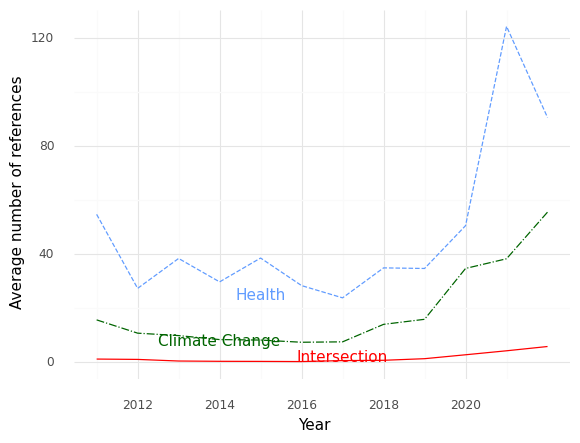 120
80
40
0
Average number of references
Health
Climate Change
Intersection
2012 2014 2016 2018 2020
Year